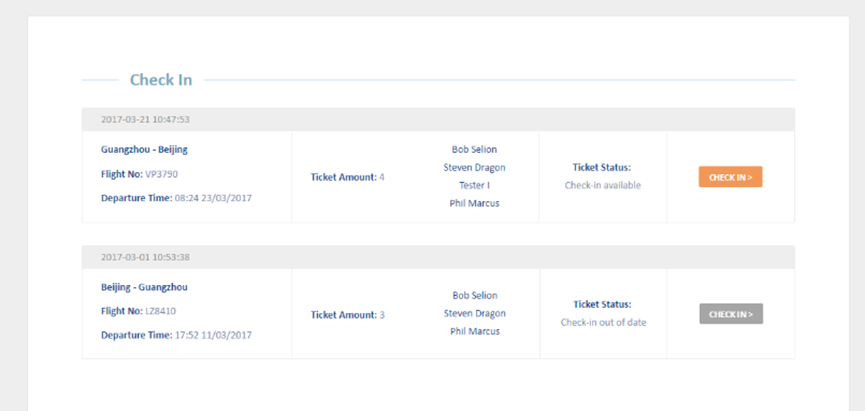 Check In
2017-03-21 10:47:53
Guangzhou - Beijing
Flight No: VP3790
Departure Time: 08:24 23/03/2017
Ticket Amount: 4
Bob Selion
Steven Dragon
Tester I
Phil Marcus
Ticket Status:
Check-in available
CHECK IN >
2017-03-01 10:53:38
Beijing - Guangzhou
Flight No: LZ8410
Departure Time: 17:52 11/03/2017
Ticket Amount: 3
Bob Selion
Steven Dragon
Phil Marcus
Ticket Status:
Check-in out of date
CHECK IN >